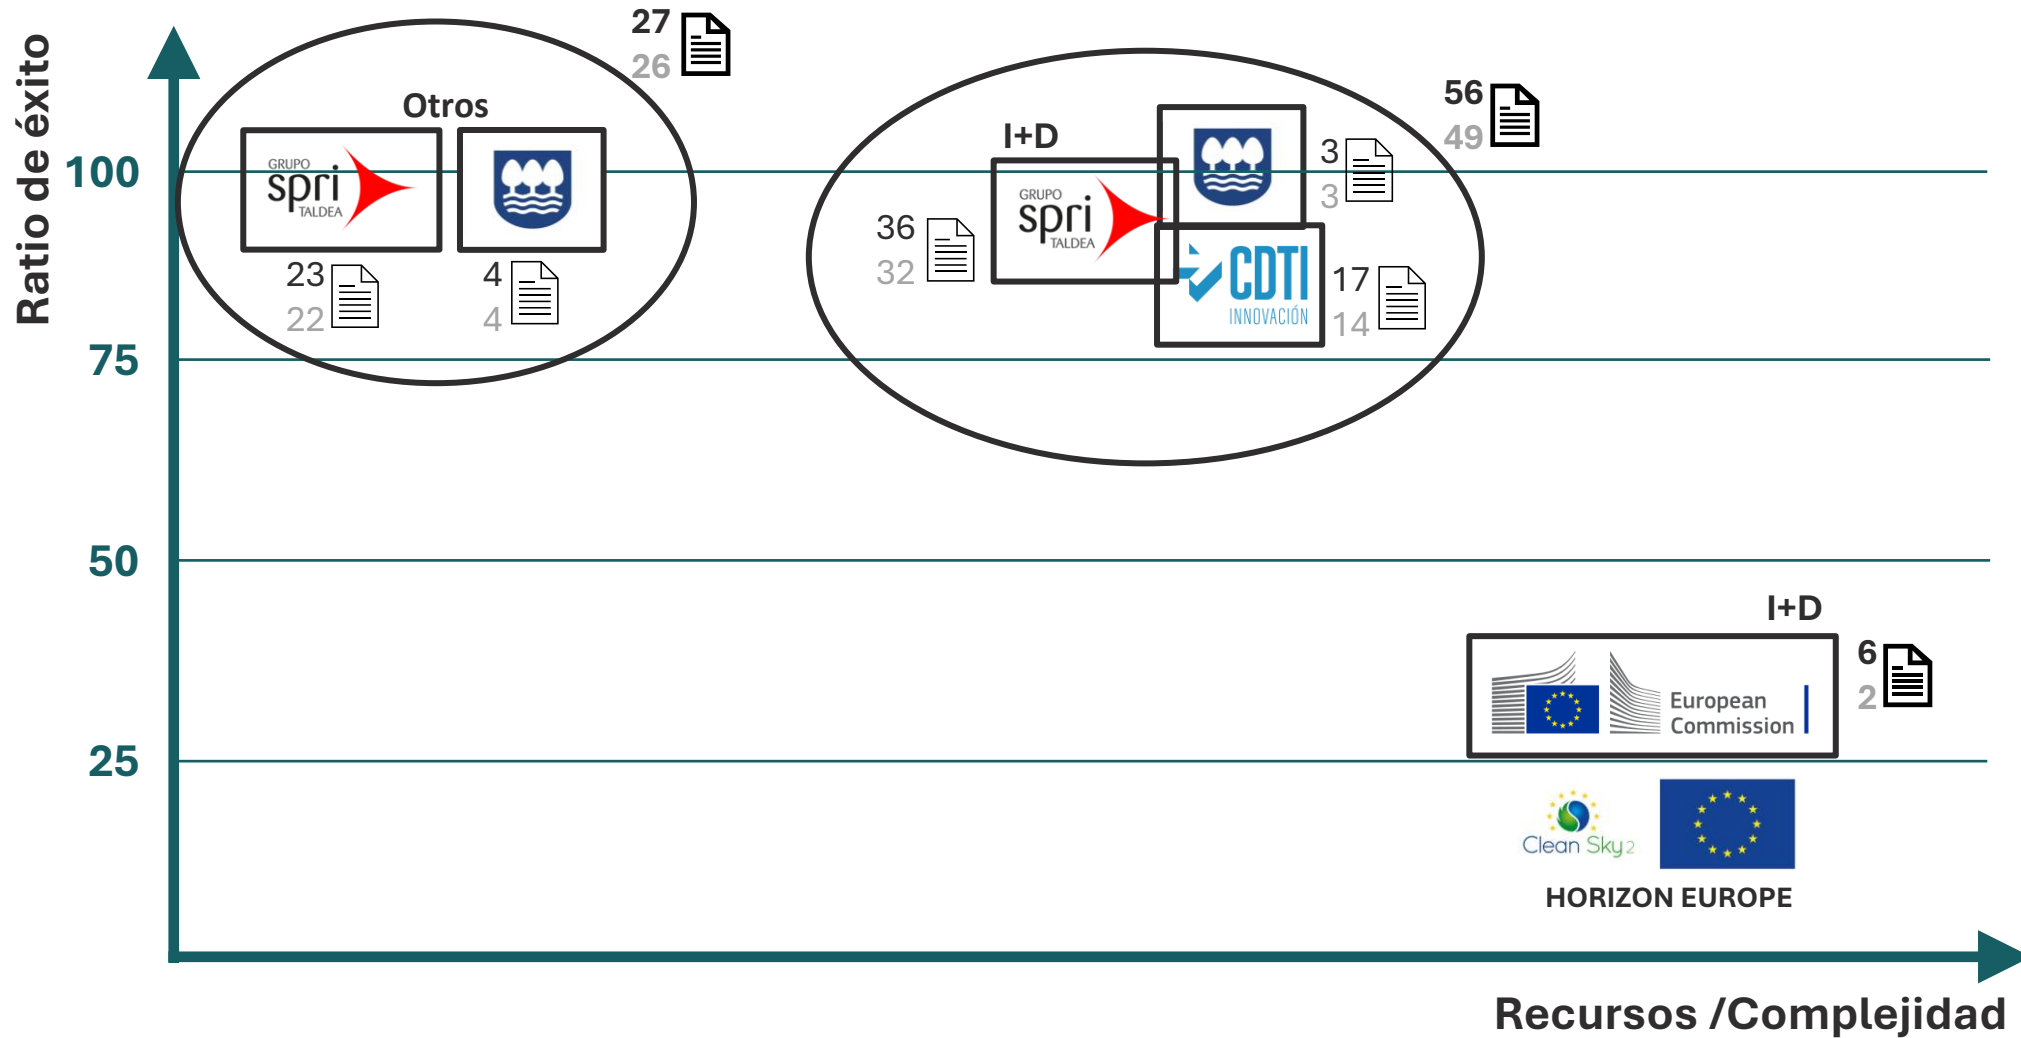 Ratio de éxito
100
75
50
25
27
26
Otros
GRUPO
spri
TALDEA
23
22
4
4
56
49
I+D
GRUPO
spri
TALDEA
36
32
3
3
CDTI
INNOVACIÓN
17
14
I+D
European
Commission
6
2
Clean Sky 2
HORIZON EUROPE
Recursos /Complejidad